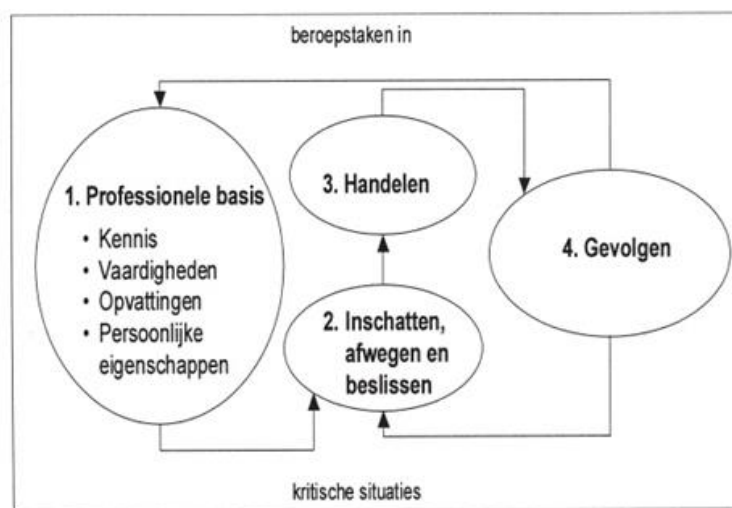 beroepstaken in
1. Professionele basis
• Kennis
• Vaardigheden
• Opvattingen
• Persoonlijke
eigenschappen
3. Handelen
4. Gevolgen
2. Inschatten,
afwegen en
beslissen
kritische situaties